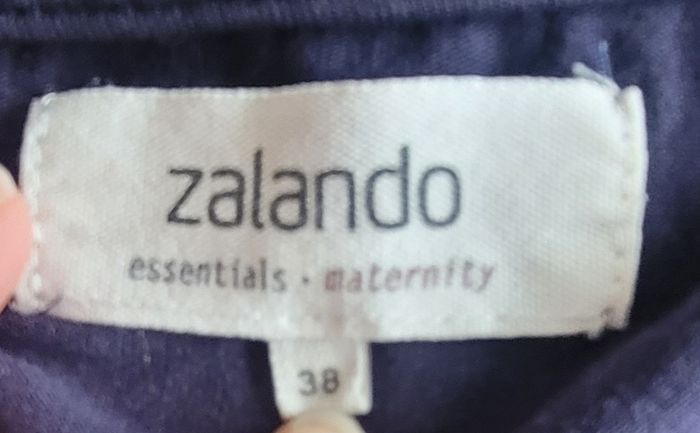 zalando
essentials • maternity
38